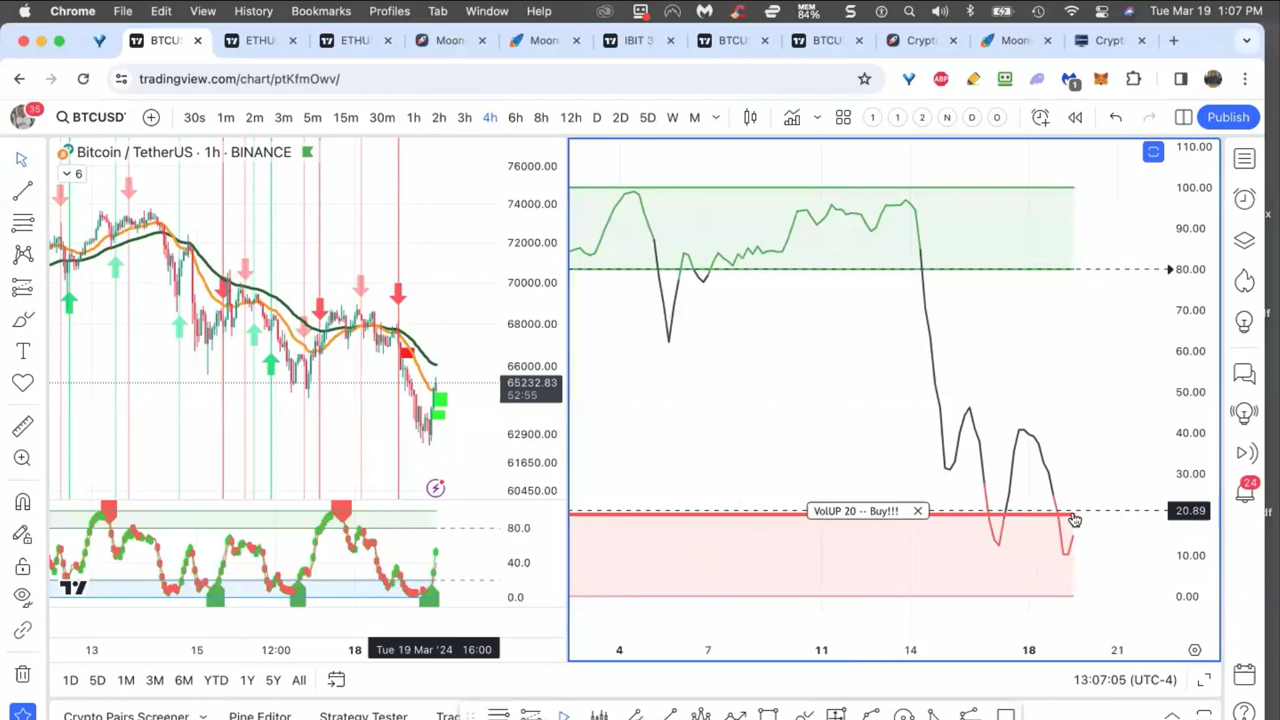 Chrome File Edit View History Bookmarks Profiles Tab Window Help MEM 84% Tue Mar 19 1:07 PM
BTCU ETHU ETHU Moon Moon IBIT 3 BTCU BTCU Crypt Moon Crypt
tradingview.com/chart/ptKfmOwv/ ABP 1
35 BTCUSD 30s 1m 2m 3m 5m 15m 30m 1h 2h 3h 4h 6h 8h 12h D 2D 5D W M 1 1 2 N D O Publish
Bitcoin / TetherUS · 1h · BINANCE
6
76000.00
74000.00
72000.00
70000.00
68000.00
66000.00
65232.83
52:55
62900.00
61650.00
60450.00
80.0
40.0
0.0
13 15 12:00 18 Tue 19 Mar '24 16:00
110.00
100.00
90.00
80.00
70.00
60.00
50.00
40.00
30.00
VolUP 20 -- Buy!!! 20.89
10.00
0.00
4 7 11 14 18 21
24
1D 5D 1M 3M 6M YTD 1Y 5Y All 13:07:05 (UTC-4)
Crypto Pairs Screener Pine Editor Strategy Tester